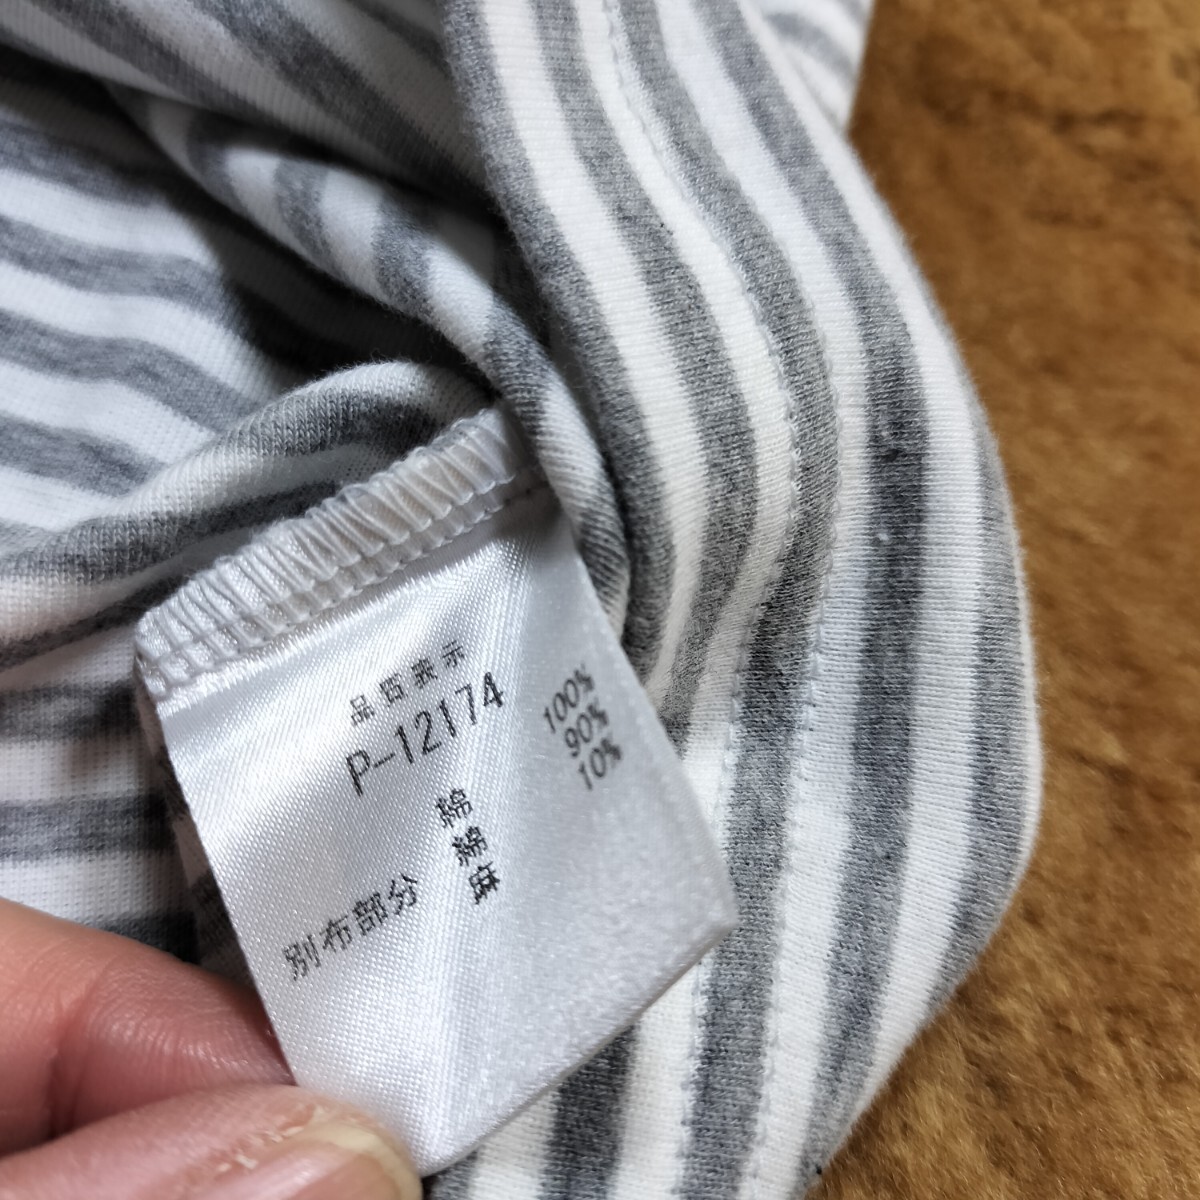 品質表示
P-12174
綿 100%
別布部分 綿 90%
麻 10%